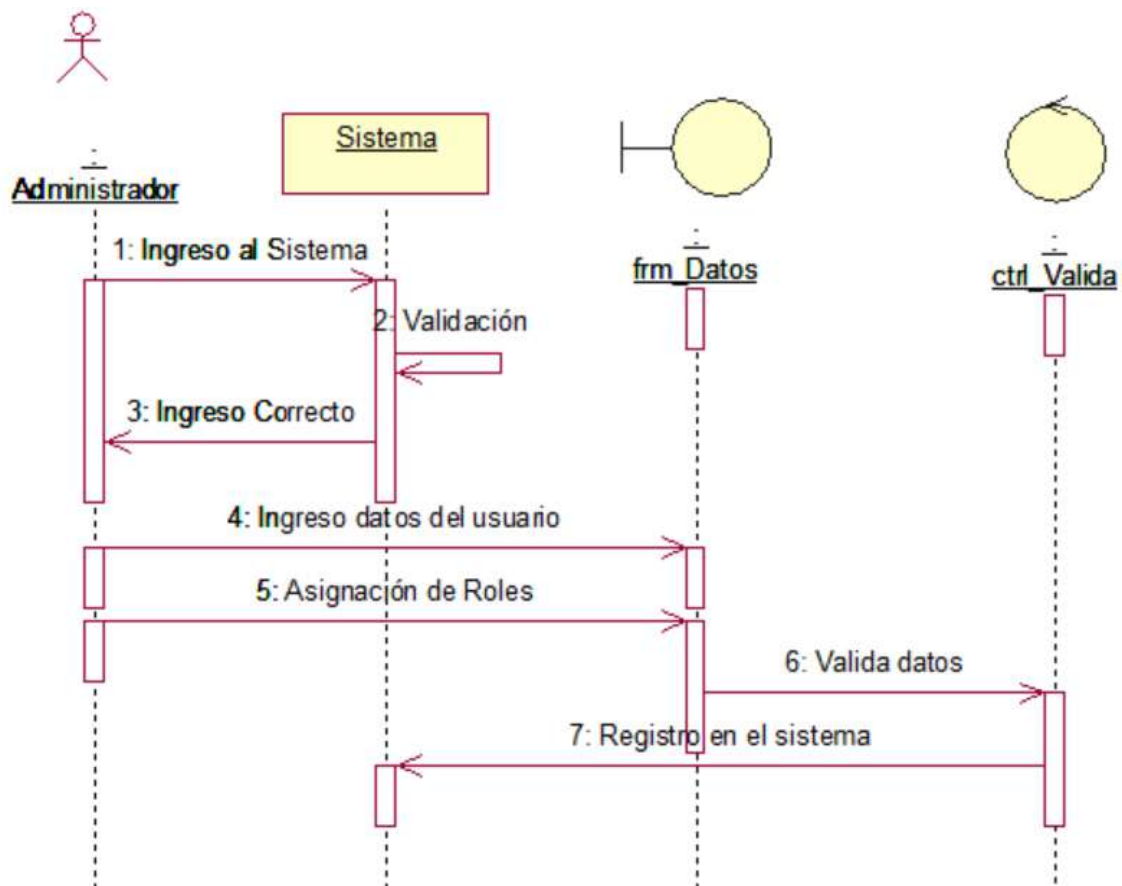 Sistema
:
Administrador
:
frm_Datos
:
ctrl_Valida
1: Ingreso al Sistema
2: Validación
3: Ingreso Correcto
4: Ingreso datos del usuario
5: Asignación de Roles
6: Valida datos
7: Registro en el sistema